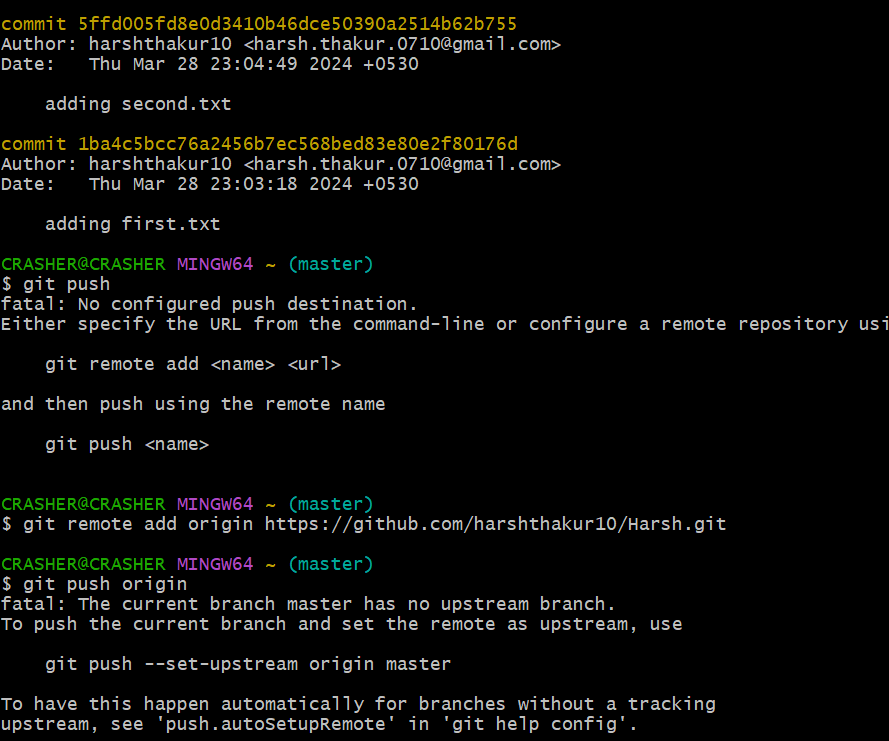 commit 5ffd005fd8e0d3410b46dce50390a2514b62b755
Author: harshthakur10 <harsh.thakur.0710@gmail.com>
Date:   Thu Mar 28 23:04:49 2024 +0530
    adding second.txt
commit 1ba4c5bcc76a2456b7ec568bed83e80e2f80176d
Author: harshthakur10 <harsh.thakur.0710@gmail.com>
Date:   Thu Mar 28 23:03:18 2024 +0530
    adding first.txt
CRASHER@CRASHER MINGW64 ~ (master)
$ git push
fatal: No configured push destination.
Either specify the URL from the command-line or configure a remote repository usi
    git remote add <name> <url>
and then push using the remote name
    git push <name>
CRASHER@CRASHER MINGW64 ~ (master)
$ git remote add origin https://github.com/harshthakur10/Harsh.git
CRASHER@CRASHER MINGW64 ~ (master)
$ git push origin
fatal: The current branch master has no upstream branch.
To push the current branch and set the remote as upstream, use
    git push --set-upstream origin master
To have this happen automatically for branches without a tracking
upstream, see 'push.autoSetupRemote' in 'git help config'.